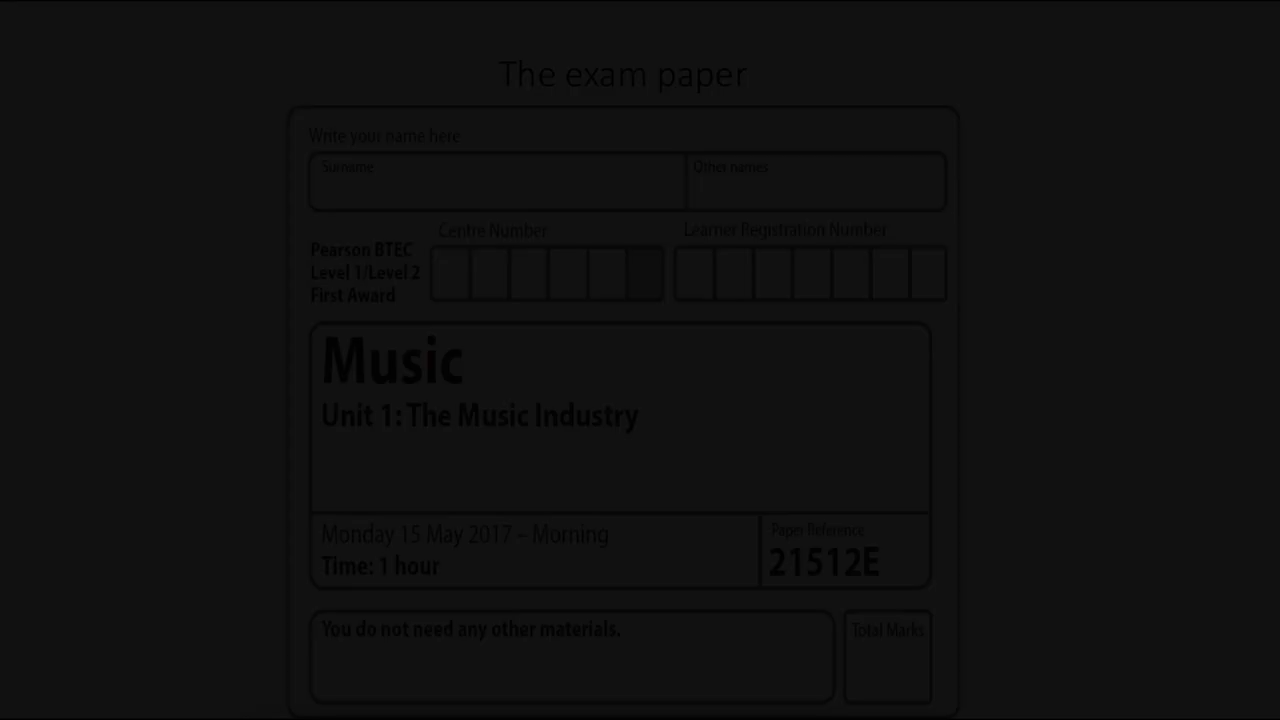 The exam paper
Write your name here
Surname
Other names
Centre Number
Learner Registration Number
Pearson BTEC
Level 1/Level 2
First Award
Music
Unit 1: The Music Industry
Monday 15 May 2017 – Morning
Time: 1 hour
Paper Reference
21512E
You do not need any other materials.
Total Marks